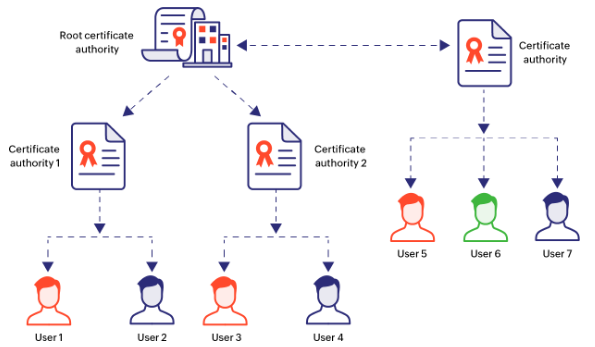 Root certificate
authority
Certificate
authority
Certificate
authority 1
Certificate
authority 2
User 5
User 6
User 7
User 1
User 2
User 3
User 4